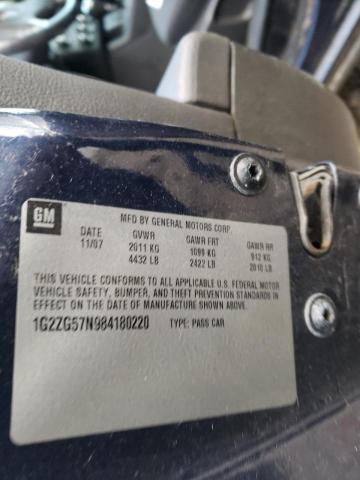 GM
MFD BY GENERAL MOTORS CORP.
DATE GVWR GAWR FRT GAWR RR
11/07 2011 KG 1099 KG 912 KG
4432 LB 2422 LB 2010 LB
THIS VEHICLE CONFORMS TO ALL APPLICABLE U.S. FEDERAL MOTOR
VEHICLE SAFETY, BUMPER, AND THEFT PREVENTION STANDARDS
IN EFFECT ON THE DATE OF MANUFACTURE SHOWN ABOVE.
1G2ZG57N984180220 TYPE: PASS CAR